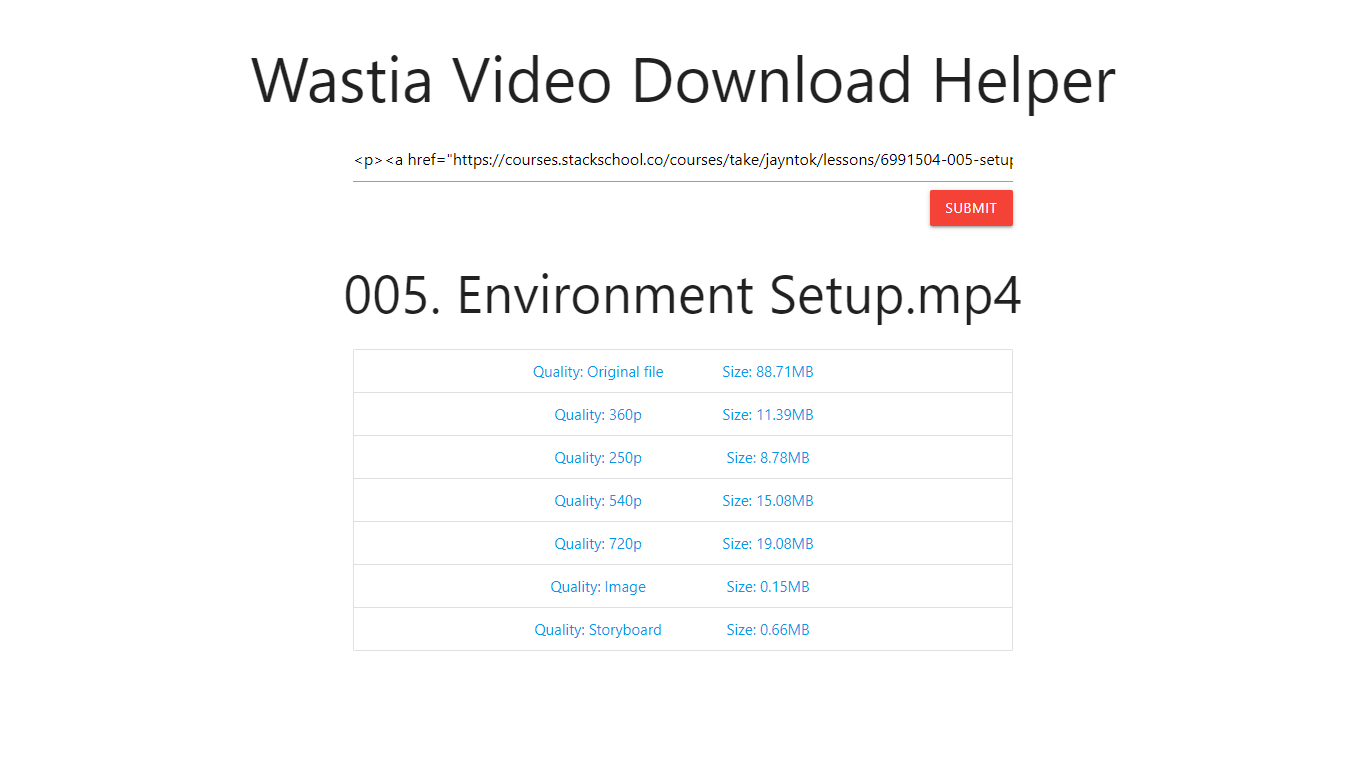 Wastia Video Download Helper
<p><a href="https://courses.stackschool.co/courses/take/jayntok/lessons/6991504-005-setup
SUBMIT
005. Environment Setup.mp4
Quality: Original file Size: 88.71MB
Quality: 360p Size: 11.39MB
Quality: 250p Size: 8.78MB
Quality: 540p Size: 15.08MB
Quality: 720p Size: 19.08MB
Quality: Image Size: 0.15MB
Quality: Storyboard Size: 0.66MB